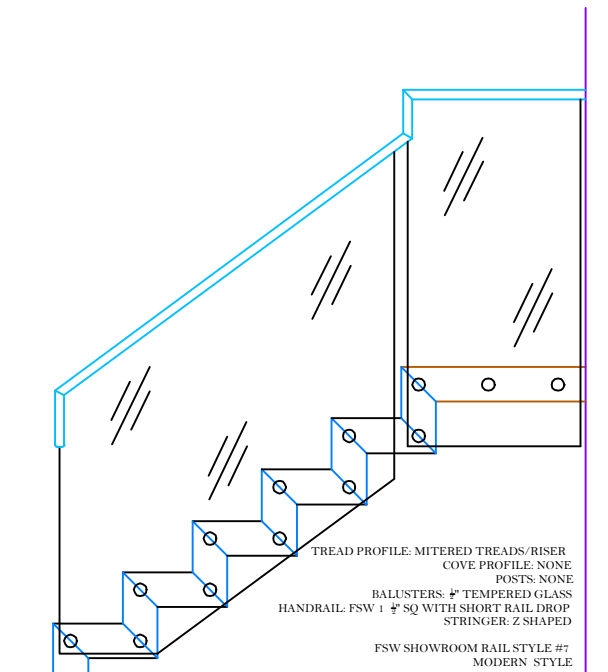 TREAD PROFILE: MITERED TREADS/RISER
COVE PROFILE: NONE
POSTS: NONE
BALUSTERS: ½" TEMPERED GLASS
HANDRAIL: FSW 1 ½" SQ WITH SHORT RAIL DROP
STRINGER: Z SHAPED
FSW SHOWROOM RAIL STYLE #7
MODERN STYLE